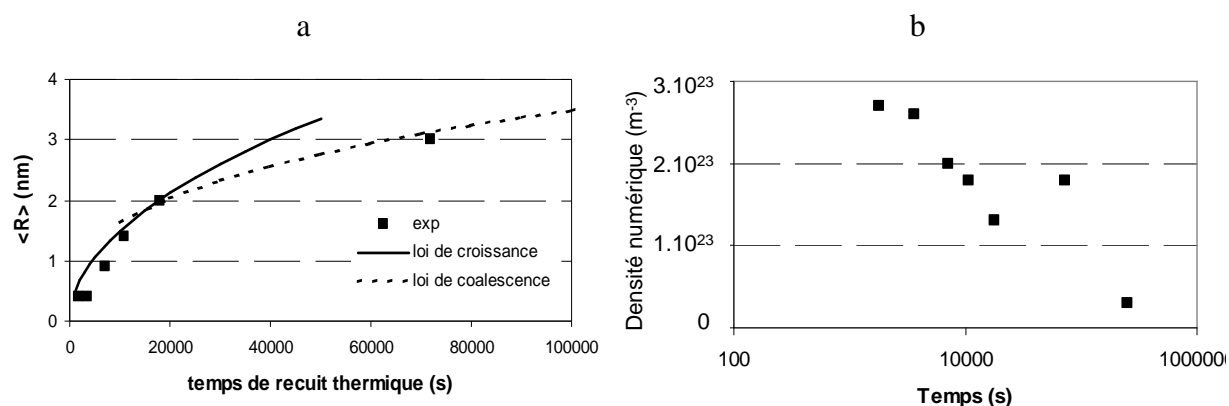 a
4
3
2
1
0
<R> (nm)
exp
loi de croissance
loi de coalescence
0 20000 40000 60000 80000 100000
temps de recuit thermique (s)
b
3.10²³
2.10²³
1.10²³
0
Densité numérique (m⁻³)
100 10000 1000000
Temps (s)